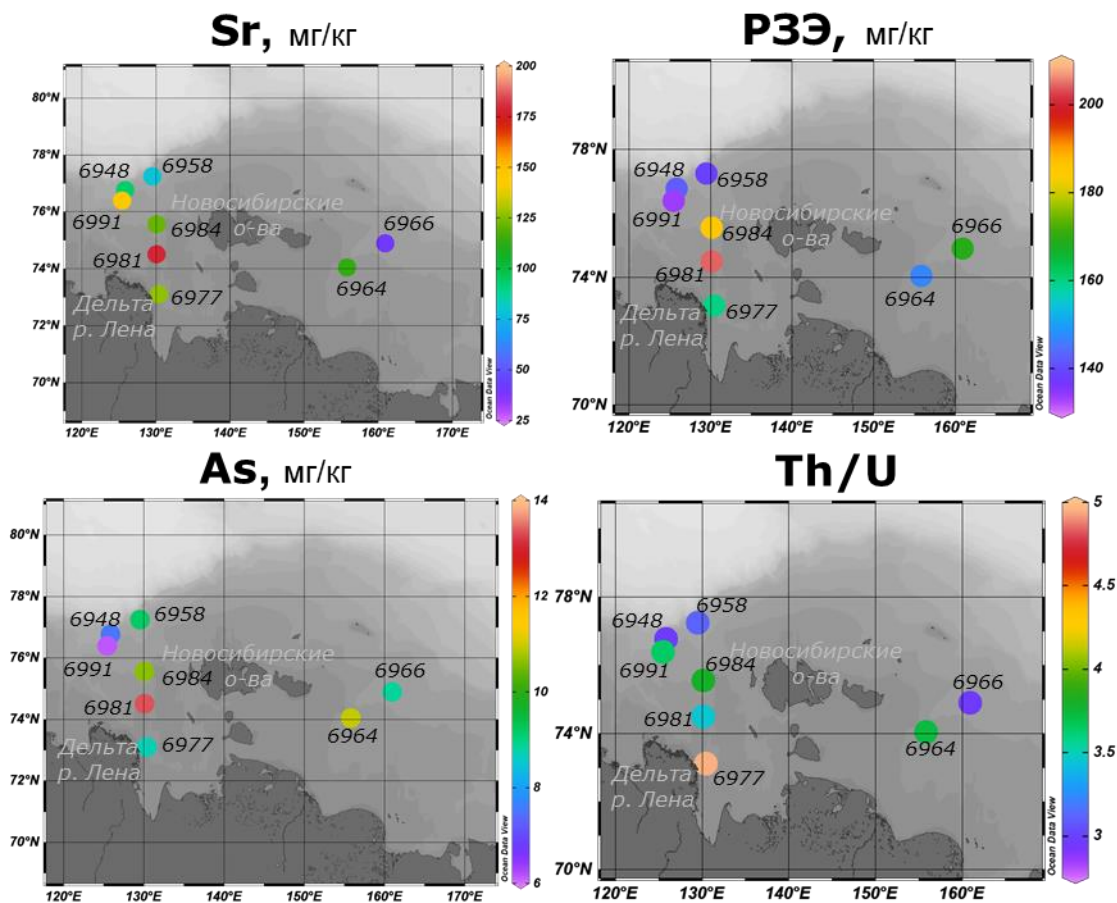 Sr, мг/кг
80°N
78°N
76°N
74°N
72°N
70°N
120°E
130°E
140°E
150°E
160°E
170°E
6948
6958
6991
6984
6981
6977
6966
6964
Новосибирские
о-ва
Дельта
р. Лена
200
175
150
125
100
75
50
25
Ocean Data View
РЗЭ, мг/кг
78°N
74°N
70°N
120°E
130°E
140°E
150°E
160°E
6948
6958
6991
6984
6981
6977
6966
6964
Новосибирские
о-ва
Дельта
р. Лена
200
180
160
140
Ocean Data View
As, мг/кг
80°N
78°N
76°N
74°N
72°N
70°N
120°E
130°E
140°E
150°E
160°E
170°E
6948
6958
6991
6984
6981
6977
6966
6964
Новосибирские
о-ва
Дельта
р. Лена
14
12
10
8
6
Ocean Data View
Th/U
78°N
74°N
70°N
120°E
130°E
140°E
150°E
160°E
6948
6958
6991
6984
6981
6977
6966
6964
Новосибирские
о-ва
Дельта
р. Лена
5
4.5
4
3.5
3
Ocean Data View